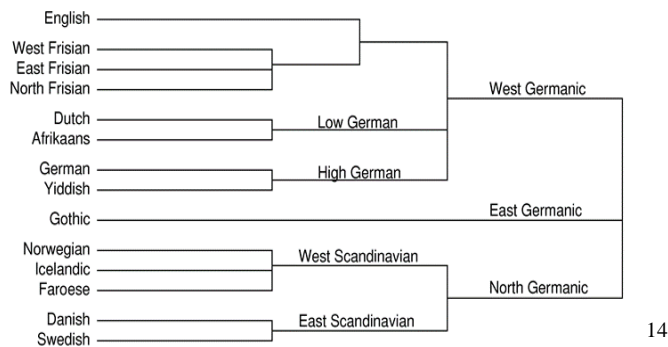 English
West Frisian
East Frisian
North Frisian
West Germanic
Dutch
Low German
Afrikaans
German
High German
Yiddish
Gothic
East Germanic
Norwegian
West Scandinavian
Icelandic
Faroese
North Germanic
Danish
East Scandinavian
Swedish
14